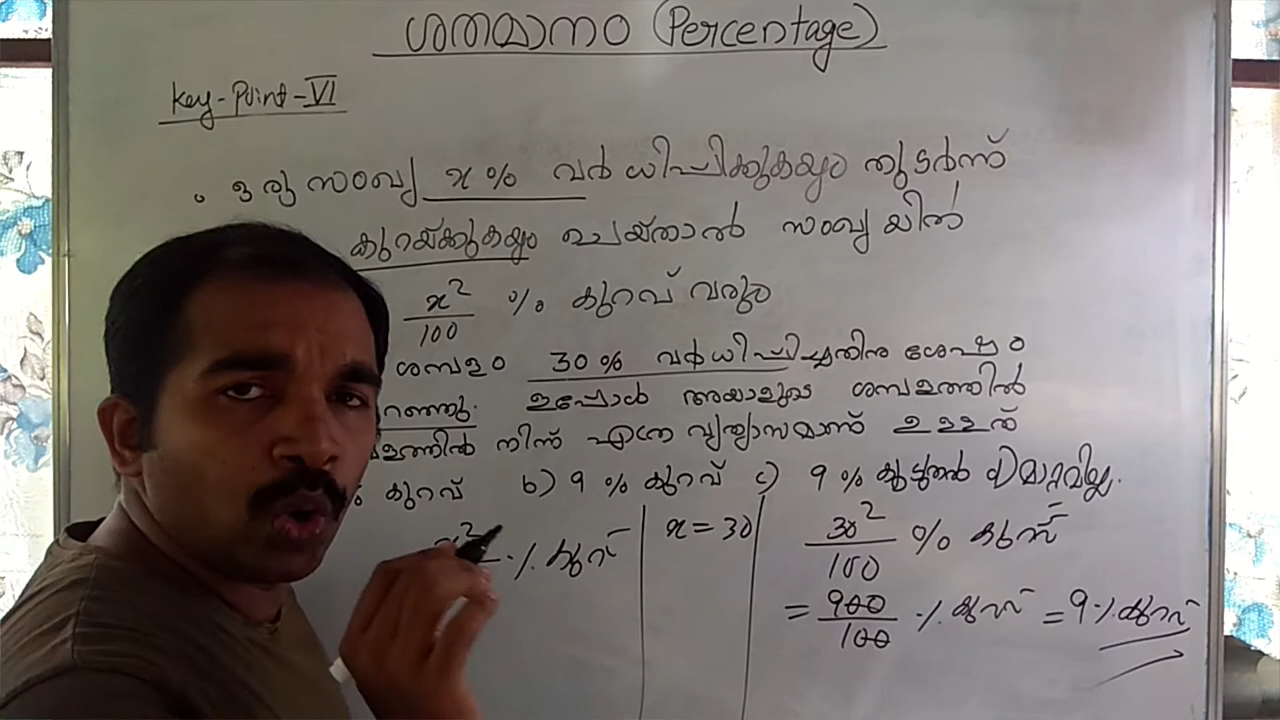 ശതമാനം (Percentage)
Key-Point-VI
ഒരു സംഖ്യ x% വർധിപ്പിക്കുകയും തുടർന്ന്
കുറയ്ക്കുകയും ചെയ്താൽ സംഖ്യയിൽ
x²/100 % കുറവ് വരും
ശമ്പളം 30% വർധിപ്പിച്ചതിനു ശേഷം
ഇപ്പോൾ അയാളുടെ ശമ്പളത്തിൽ
നിന്ന് എത്ര വ്യത്യാസമാണ് ഉള്ളത്
കുറവ് b) 9% കുറവ് c) 9% കൂടുതൽ d) മാറ്റമില്ല.
% കുറവ് x = 30 30²/100 % കുറവ്
= 900/100 % കുറവ് = 9% കുറവ്